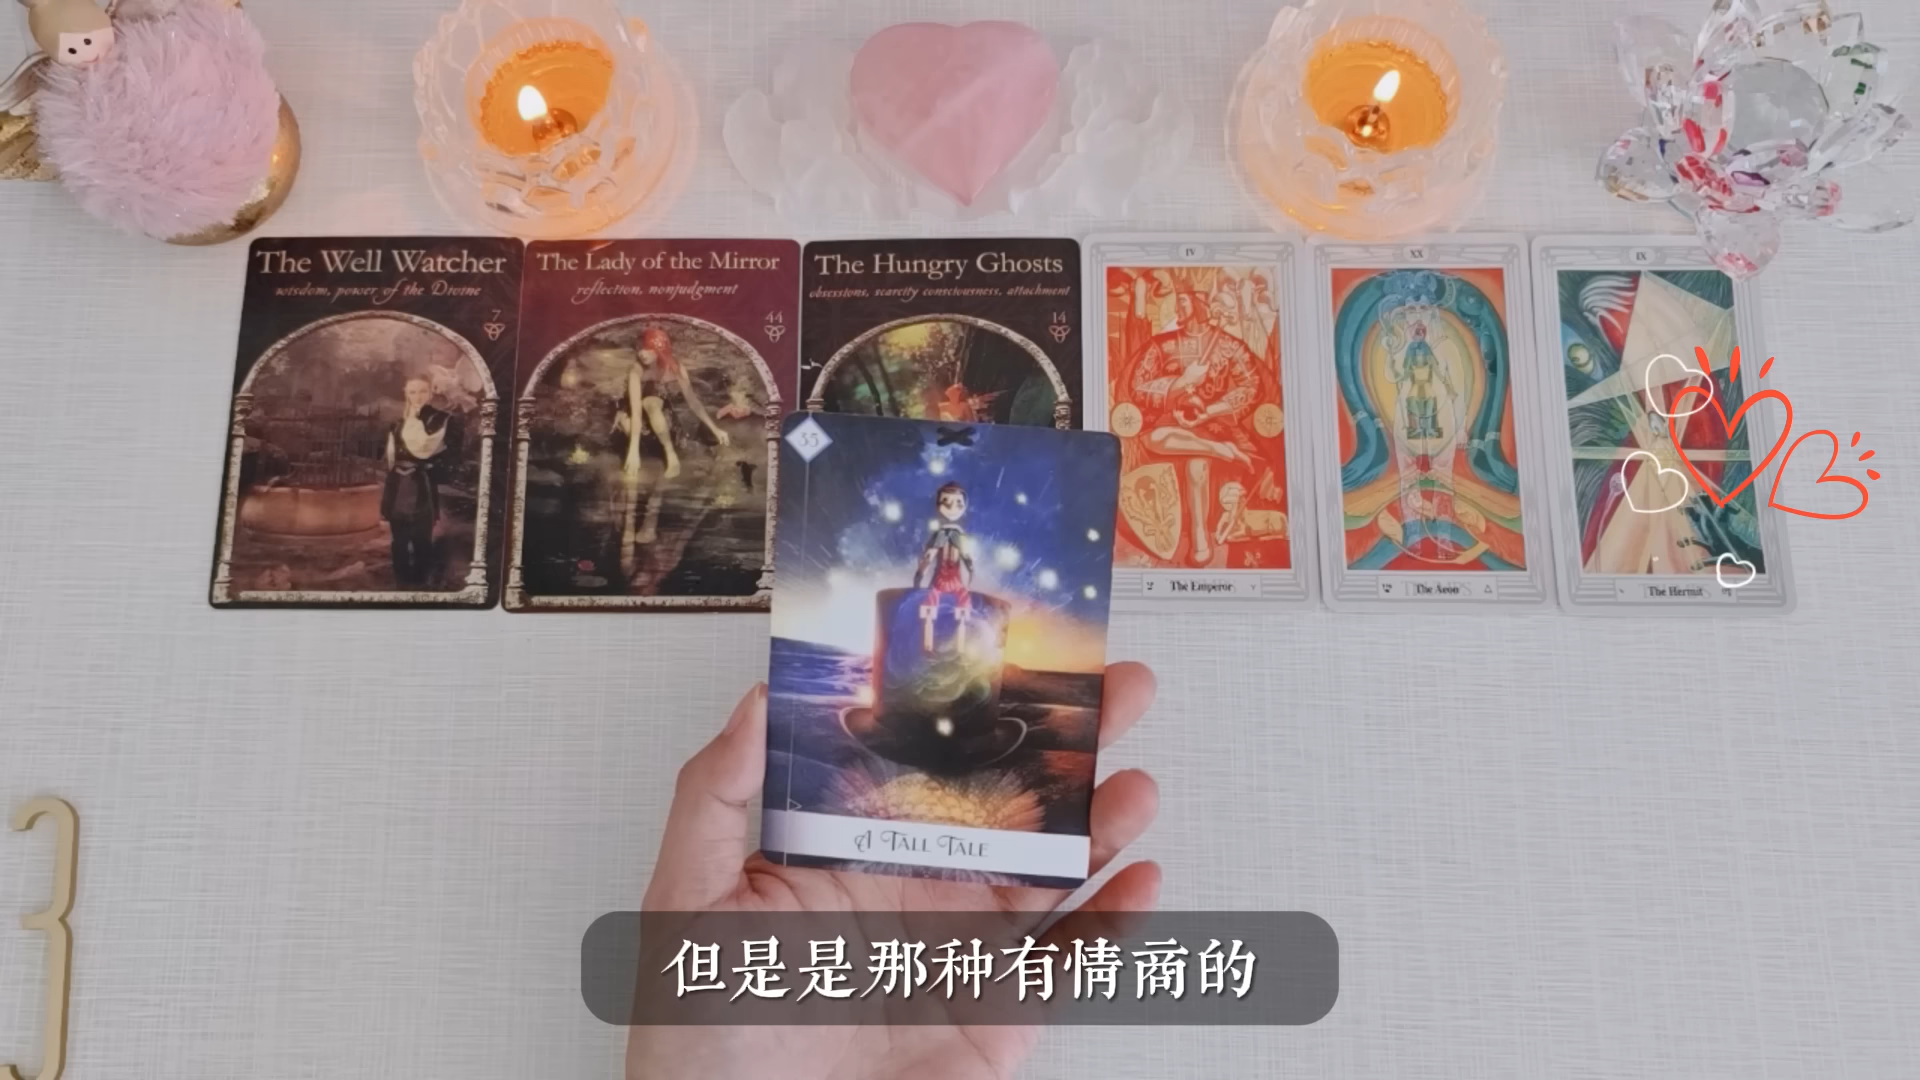 The Well Watcher
wisdom, power of the Divine
7
The Lady of the Mirror
reflection, nonjudgment
44
The Hungry Ghosts
obsessions, scarcity consciousness, attachment
14
IV
The Emperor
XX
The Aeon
IX
The Hermit
35
A TALL TALE
3
但是是那种有情商的